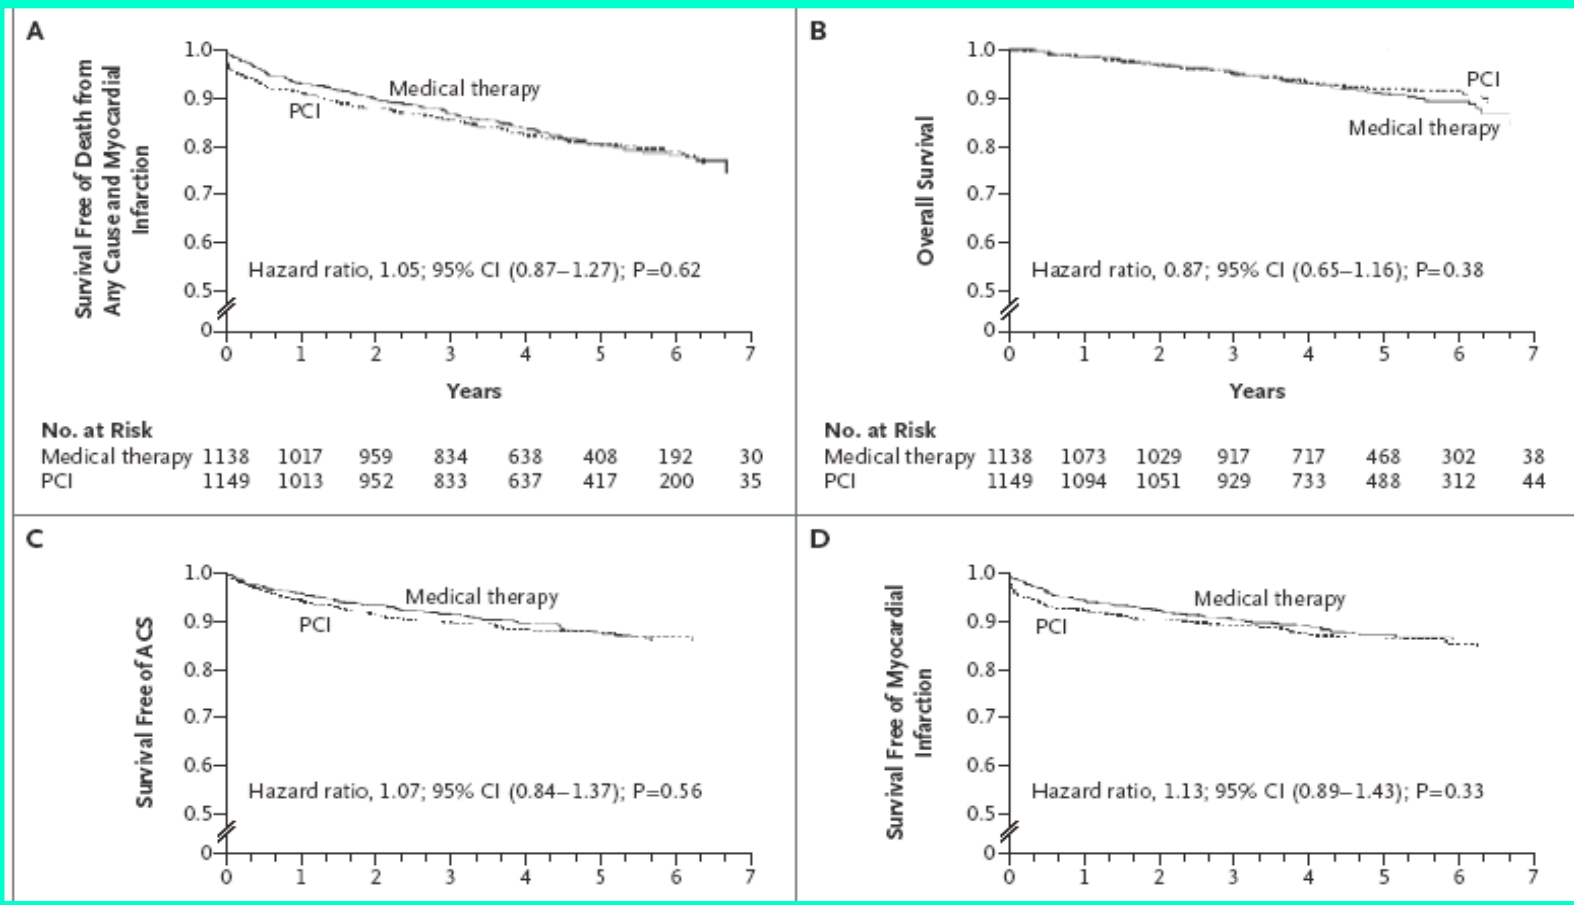 A
Survival Free of Death from
Any Cause and Myocardial
Infarction
1.0
0.9
0.8
0.7
0.6
0.5
0
Medical therapy
PCI
Hazard ratio, 1.05; 95% CI (0.87–1.27); P=0.62
0 1 2 3 4 5 6 7
Years
No. at Risk
Medical therapy 1138 1017 959 834 638 408 192 30
PCI 1149 1013 952 833 637 417 200 35
B
Overall Survival
1.0
0.9
0.8
0.7
0.6
0.5
0
PCI
Medical therapy
Hazard ratio, 0.87; 95% CI (0.65–1.16); P=0.38
0 1 2 3 4 5 6 7
Years
No. at Risk
Medical therapy 1138 1073 1029 917 717 468 302 38
PCI 1149 1094 1051 929 733 488 312 44
C
Survival Free of ACS
1.0
0.9
0.8
0.7
0.6
0.5
0
Medical therapy
PCI
Hazard ratio, 1.07; 95% CI (0.84–1.37); P=0.56
0 1 2 3 4 5 6 7
D
Survival Free of Myocardial
Infarction
1.0
0.9
0.8
0.7
0.6
0.5
0
Medical therapy
PCI
Hazard ratio, 1.13; 95% CI (0.89–1.43); P=0.33
0 1 2 3 4 5 6 7